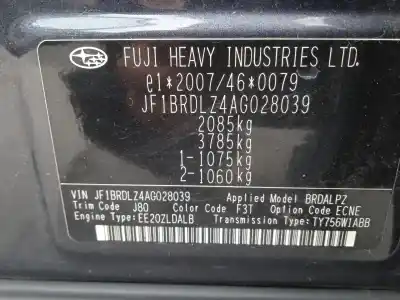 FUJI HEAVY INDUSTRIES LTD.
e1*2007/46*0079
JF1BRDLZ4AG028039
2085kg
3785kg
1-1075kg
2-1060kg
VIN JF1BRDLZ4AG028039 Applied Model BRDALPZ
Trim Code J80 Color Code F3T Option Code ECNE
Engine Type:EE20ZLDALB Transmission Type:TY756W1ABB